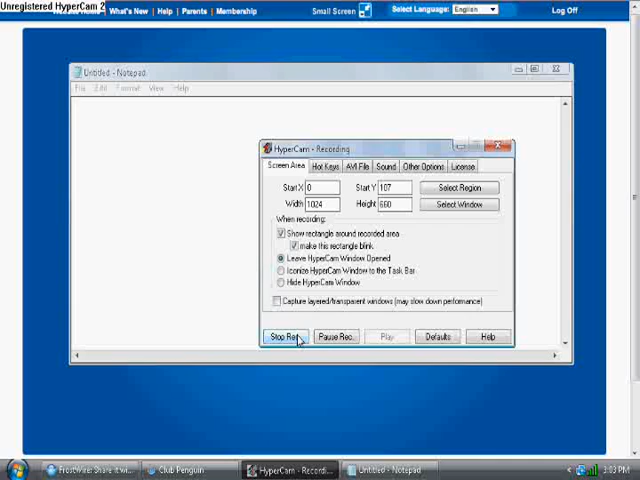 Unregistered HyperCam 2
What's New | Help | Parents | Membership
Small Screen
Select Language: English
Log Off
Untitled - Notepad
File Edit Format View Help
HyperCam - Recording
Screen Area Hot Keys AVI File Sound Other Options License
Start X 0 Start Y 107 Select Region
Width 1024 Height 660 Select Window
When recording:
Show rectangle around recorded area
make this rectangle blink
Leave HyperCam Window Opened
Iconize HyperCam Window to the Task Bar
Hide HyperCam Window
Capture layered/transparent windows (may slow down performance)
Stop Rec. Pause Rec. Play Defaults Help
FrostWire: Share it wi... Club Penguin HyperCam - Recordi... Untitled - Notepad 3:03 PM